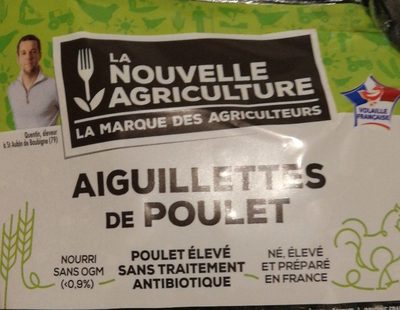 LA
NOUVELLE
AGRICULTURE
LA MARQUE DES AGRICULTEURS
Quentin, éleveur
à St Aubin de Baubigné (79)
VOLAILLE
FRANÇAISE
AIGUILLETTES
DE POULET
NOURRI
SANS OGM
(<0,9%)
POULET ÉLEVÉ
SANS TRAITEMENT
ANTIBIOTIQUE
NÉ, ÉLEVÉ
ET PRÉPARÉ
EN FRANCE